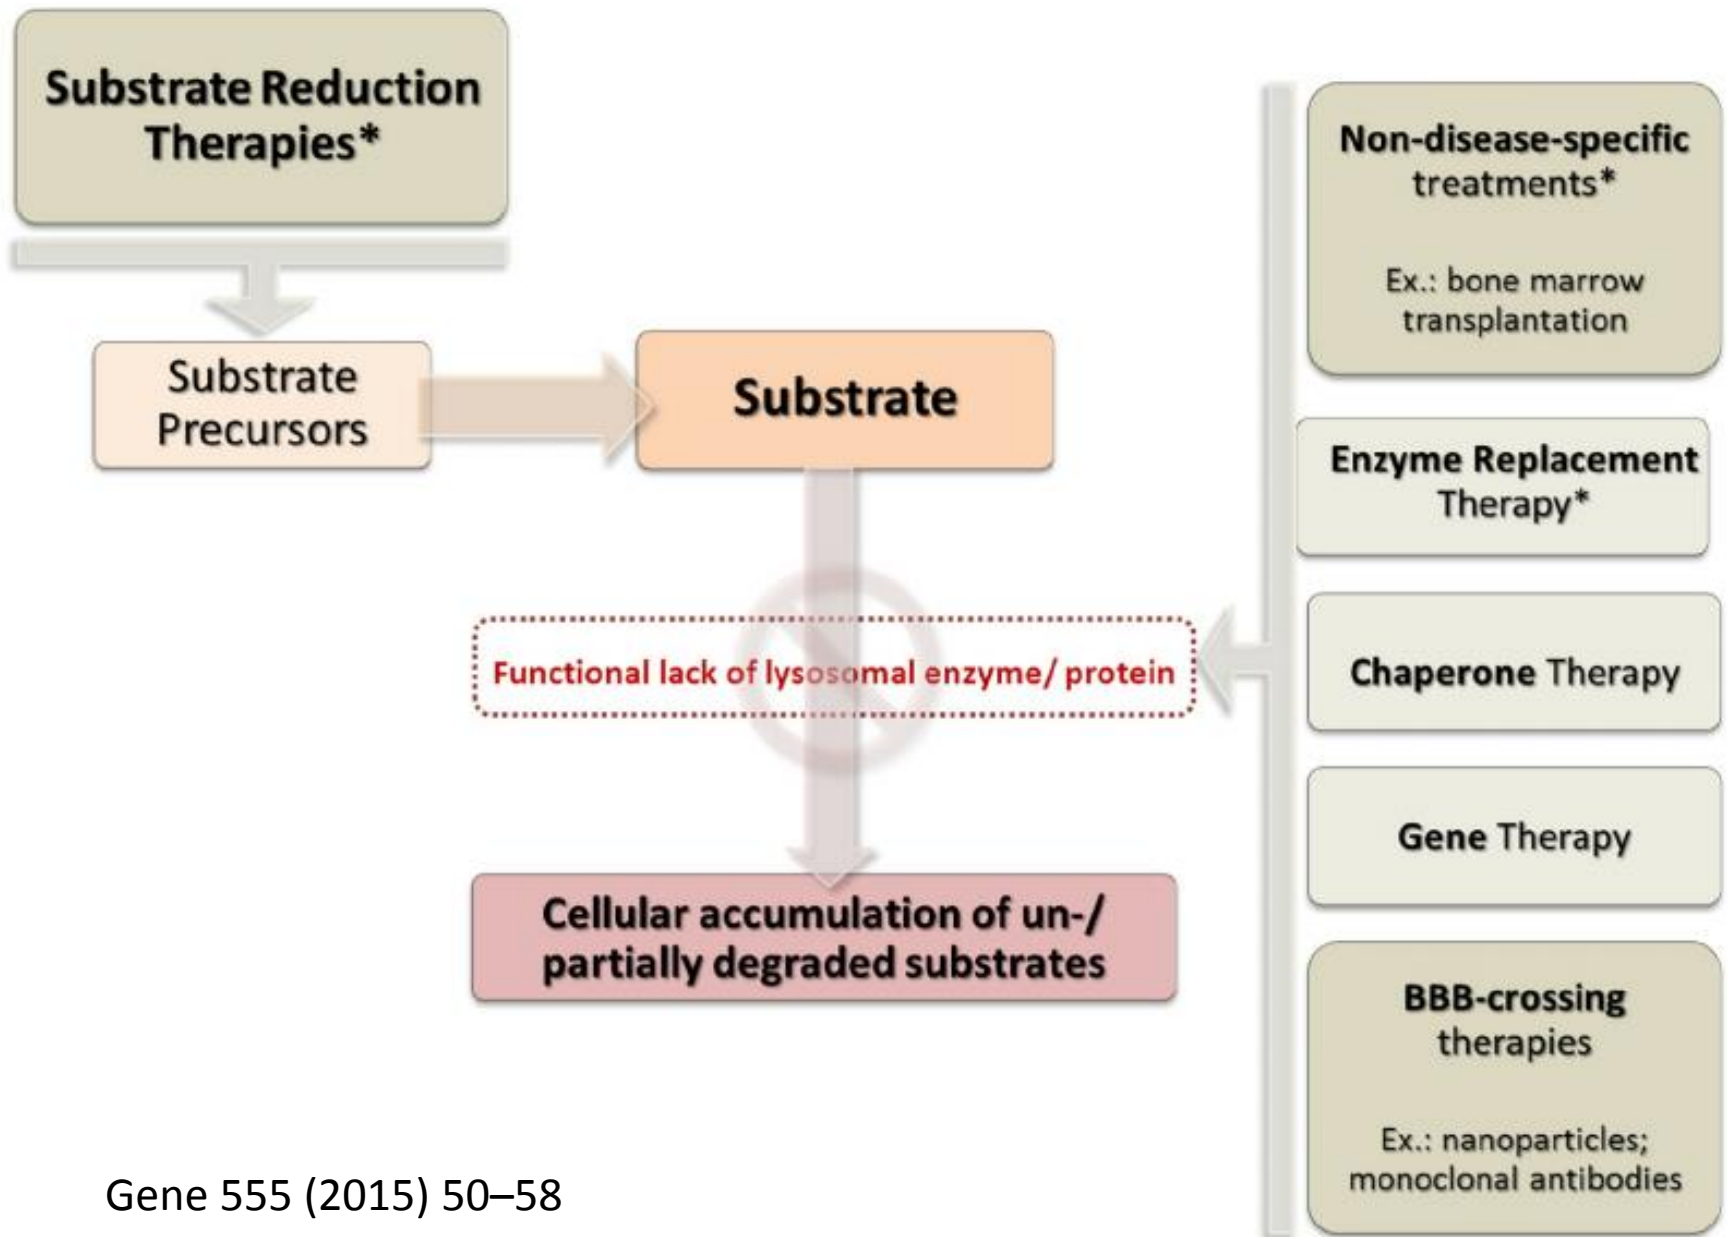 Substrate Reduction
Therapies*
Substrate
Precursors
Substrate
Functional lack of lysosomal enzyme/ protein
Cellular accumulation of un-/
partially degraded substrates
Non-disease-specific
treatments*
Ex.: bone marrow
transplantation
Enzyme Replacement
Therapy*
Chaperone Therapy
Gene Therapy
BBB-crossing
therapies
Ex.: nanoparticles;
monoclonal antibodies
Gene 555 (2015) 50–58